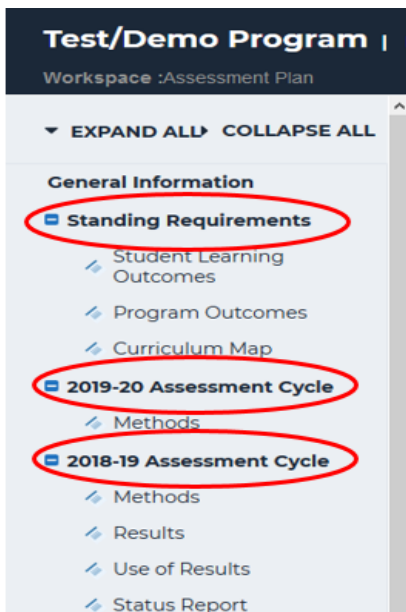 Test/Demo Program |
Workspace :Assessment Plan
EXPAND ALL COLLAPSE ALL
General Information
Standing Requirements
Student Learning
Outcomes
Program Outcomes
Curriculum Map
2019-20 Assessment Cycle
Methods
2018-19 Assessment Cycle
Methods
Results
Use of Results
Status Report